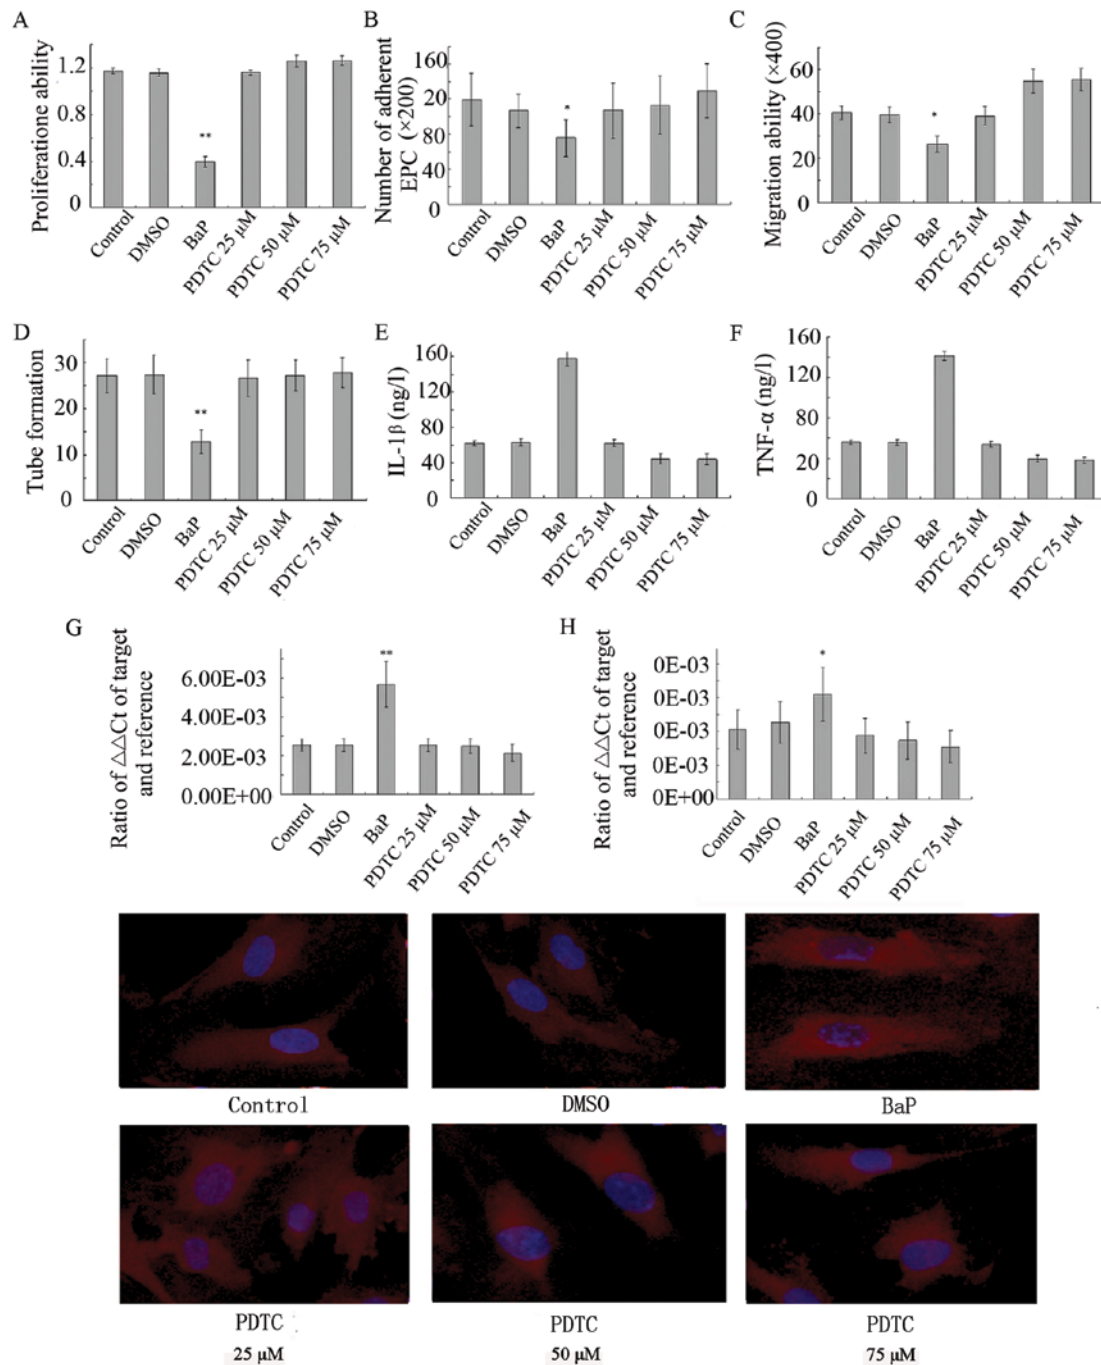 A
Proliferatione ability
1.2
0.8
0.4
0
**
Control
DMSO
BaP
PDTC 25 μM
PDTC 50 μM
PDTC 75 μM
B
Number of adherent
EPC (×200)
160
120
80
40
0
*
Control
DMSO
BaP
PDTC 25 μM
PDTC 50 μM
PDTC 75 μM
C
Migration ability (×400)
60
40
20
0
*
Control
DMSO
BaP
PDTC 25 μM
PDTC 50 μM
PDTC 75 μM
D
Tube formation
30
20
10
0
**
Control
DMSO
BaP
PDTC 25 μM
PDTC 50 μM
PDTC 75 μM
E
IL-1β (ng/l)
160
120
80
40
0
Control
DMSO
BaP
PDTC 25 μM
PDTC 50 μM
PDTC 75 μM
F
TNF-α (ng/l)
160
120
80
20
0
Control
DMSO
BaP
PDTC 25 μM
PDTC 50 μM
PDTC 75 μM
G
Ratio of △△Ct of target
and reference
6.00E-03
4.00E-03
2.00E-03
0.00E+00
**
Control
DMSO
BaP
PDTC 25 μM
PDTC 50 μM
PDTC 75 μM
H
Ratio of △△Ct of target
and reference
0E-03
0E-03
0E-03
0E-03
0E+00
*
Control
DMSO
BaP
PDTC 25 μM
PDTC 50 μM
PDTC 75 μM
Control
DMSO
BaP
PDTC
25 μM
PDTC
50 μM
PDTC
75 μM